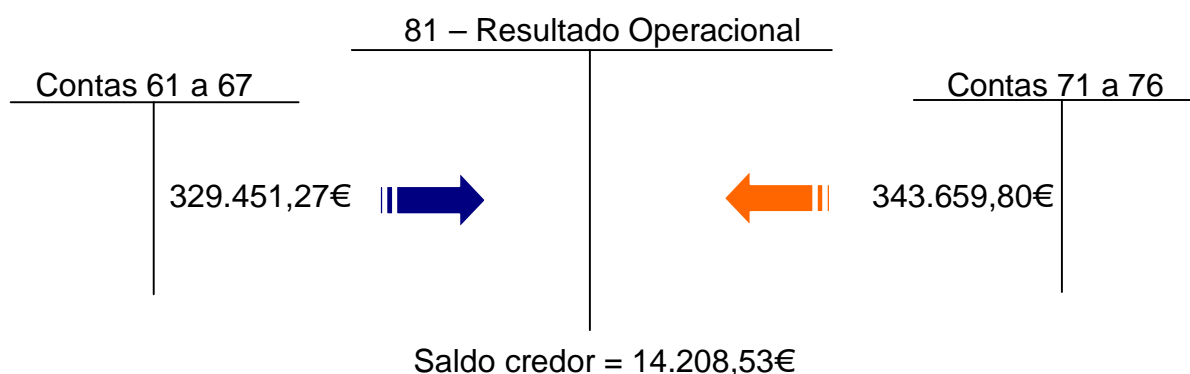 81 – Resultado Operacional
Contas 61 a 67
Contas 71 a 76
329.451,27€
343.659,80€
Saldo credor = 14.208,53€